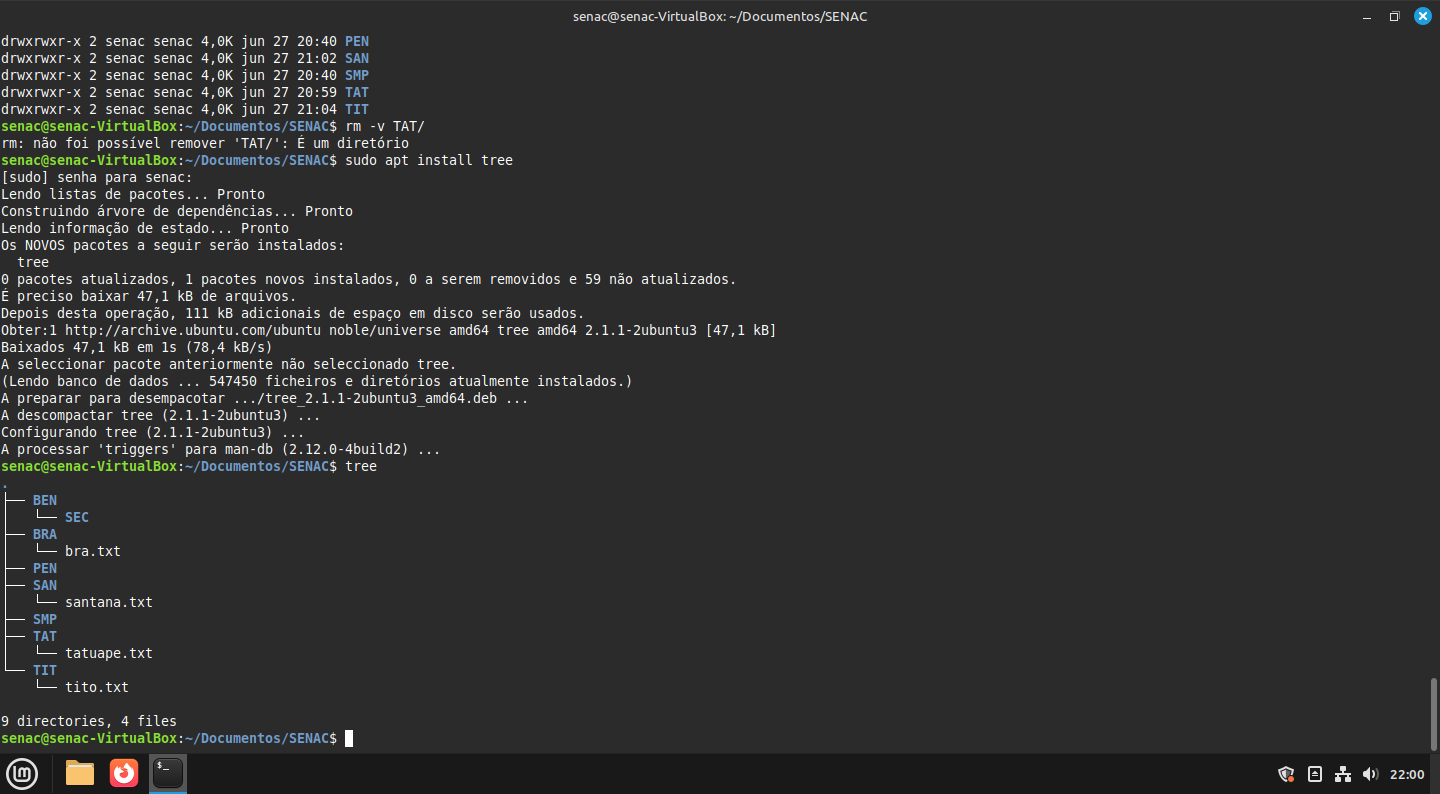 senac@senac-VirtualBox: ~/Documentos/SENAC
drwxrwxr-x 2 senac senac 4,0K jun 27 20:40 PEN
drwxrwxr-x 2 senac senac 4,0K jun 27 21:02 SAN
drwxrwxr-x 2 senac senac 4,0K jun 27 20:40 SMP
drwxrwxr-x 2 senac senac 4,0K jun 27 20:59 TAT
drwxrwxr-x 2 senac senac 4,0K jun 27 21:04 TIT
senac@senac-VirtualBox:~/Documentos/SENAC$ rm -v TAT/
rm: não foi possível remover 'TAT/': É um diretório
senac@senac-VirtualBox:~/Documentos/SENAC$ sudo apt install tree
[sudo] senha para senac:
Lendo listas de pacotes... Pronto
Construindo árvore de dependências... Pronto
Lendo informação de estado... Pronto
Os NOVOS pacotes a seguir serão instalados:
  tree
0 pacotes atualizados, 1 pacotes novos instalados, 0 a serem removidos e 59 não atualizados.
É preciso baixar 47,1 kB de arquivos.
Depois desta operação, 111 kB adicionais de espaço em disco serão usados.
Obter:1 http://archive.ubuntu.com/ubuntu noble/universe amd64 tree amd64 2.1.1-2ubuntu3 [47,1 kB]
Baixados 47,1 kB em 1s (78,4 kB/s)
A seleccionar pacote anteriormente não seleccionado tree.
(Lendo banco de dados ... 547450 ficheiros e diretórios atualmente instalados.)
A preparar para desempacotar .../tree_2.1.1-2ubuntu3_amd64.deb ...
A descompactar tree (2.1.1-2ubuntu3) ...
Configurando tree (2.1.1-2ubuntu3) ...
A processar 'triggers' para man-db (2.12.0-4build2) ...
senac@senac-VirtualBox:~/Documentos/SENAC$ tree
.
├── BEN
│   └── SEC
├── BRA
│   └── bra.txt
├── PEN
├── SAN
│   └── santana.txt
├── SMP
├── TAT
│   └── tatuape.txt
└── TIT
    └── tito.txt
9 directories, 4 files
senac@senac-VirtualBox:~/Documentos/SENAC$
22:00